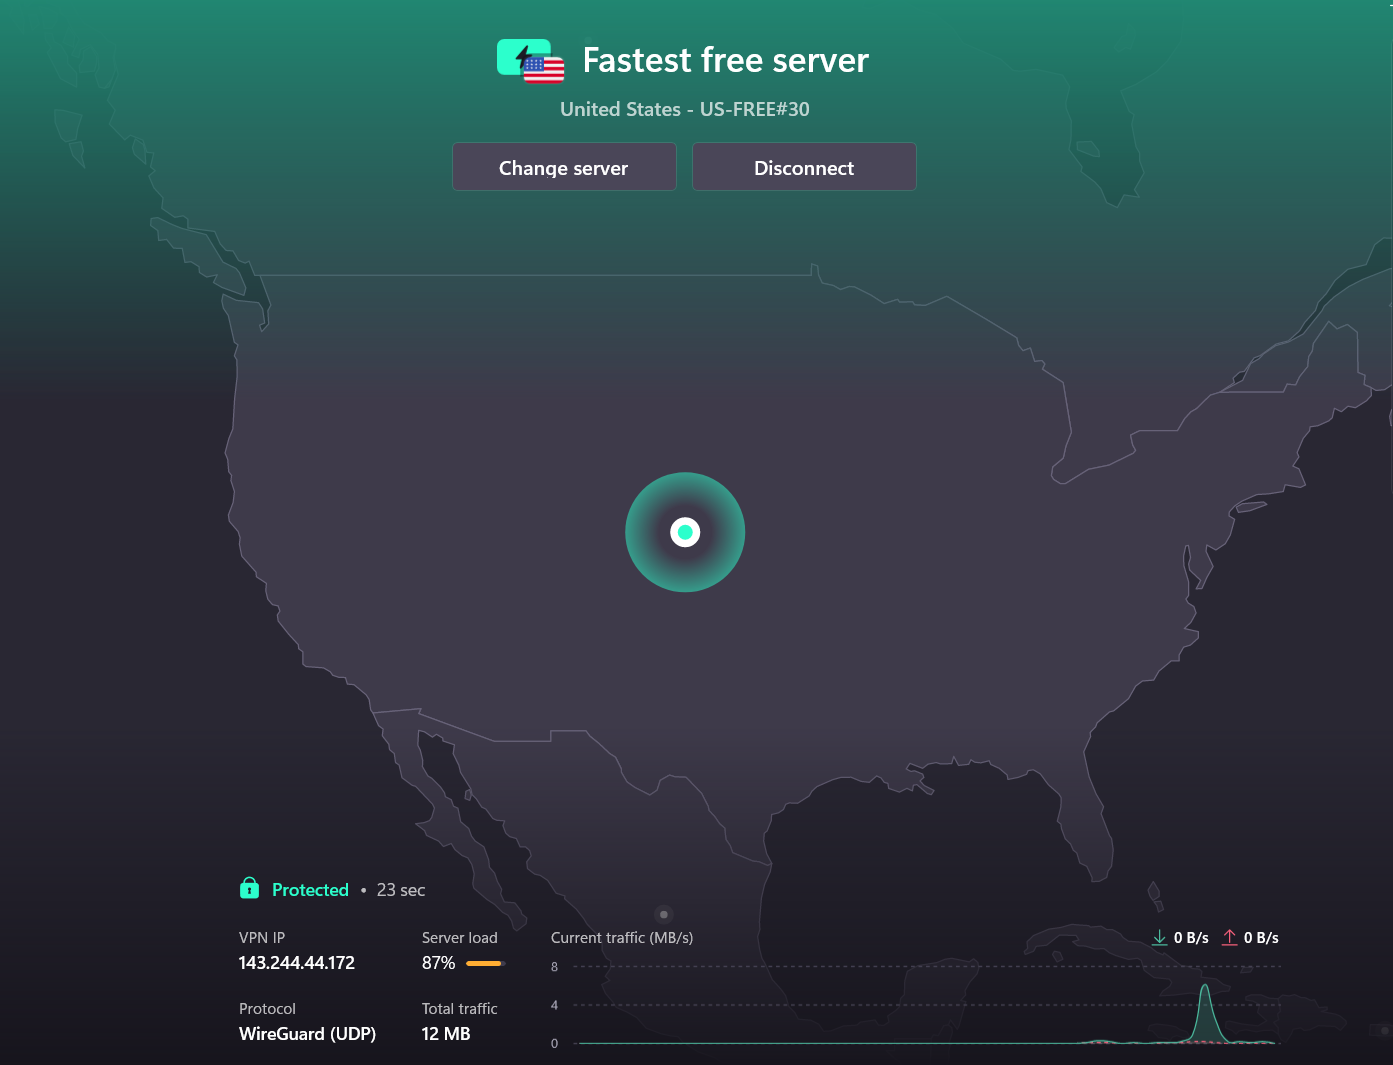 Fastest free server
United States - US-FREE#30
Change server
Disconnect
Protected • 23 sec
VPN IP
143.244.44.172
Server load
87%
Protocol
WireGuard (UDP)
Total traffic
12 MB
Current traffic (MB/s)
0 B/s
0 B/s
8
4
0